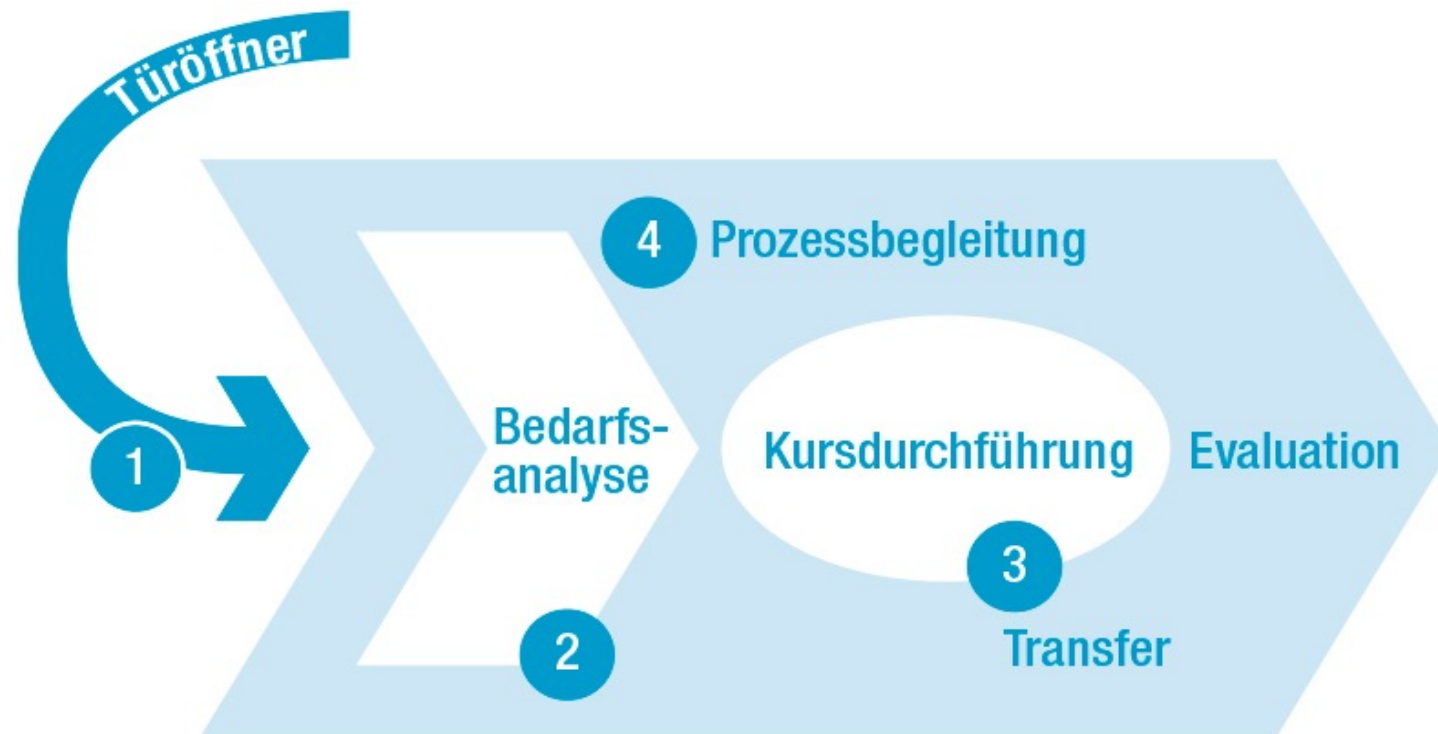 Türöffner
4 Prozessbegleitung
1
Bedarfs-
analyse
Kursdurchführung
Evaluation
3
2
Transfer